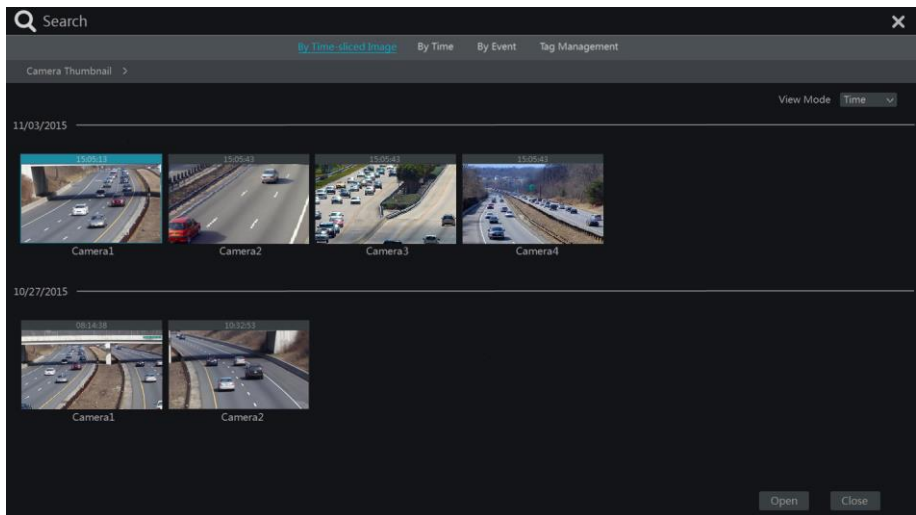 Search
By Time-sliced Image By Time By Event Tag Management
Camera Thumbnail >
View Mode Time
11/03/2015
15:05:13 15:05:43 15:05:43 15:05:43
Camera1 Camera2 Camera3 Camera4
10/27/2015
08:14:38 10:32:53
Camera1 Camera2
Open Close